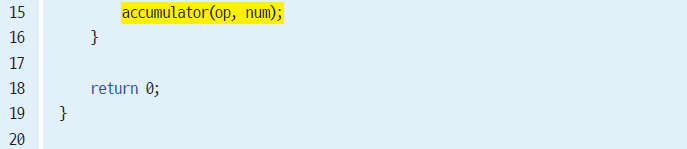 15 accumulator(op, num);
16 }
17
18 return 0;
19 }
20